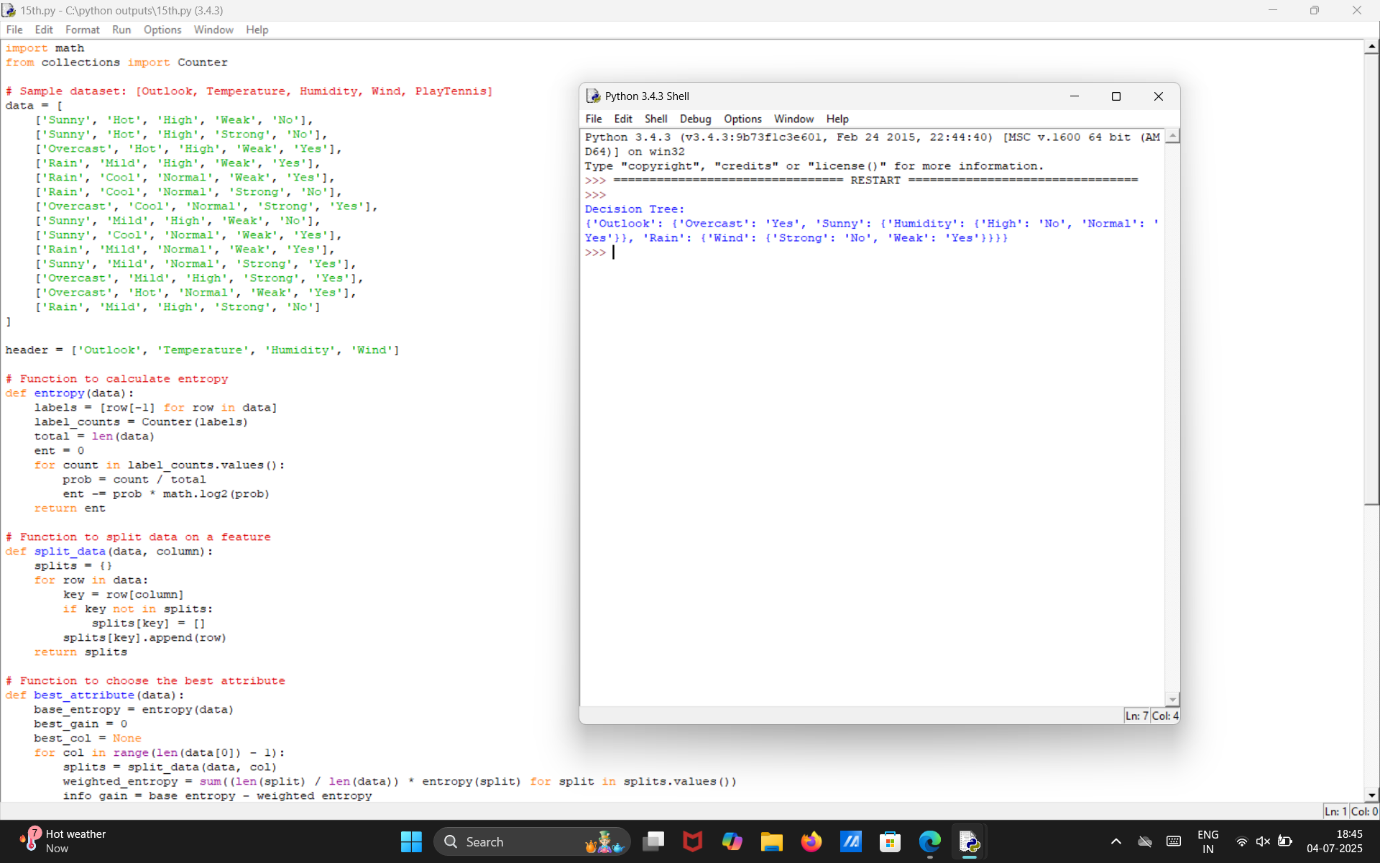 15th.py - C:\python outputs\15th.py (3.4.3)
File Edit Format Run Options Window Help
import math
from collections import Counter

# Sample dataset: [Outlook, Temperature, Humidity, Wind, PlayTennis]
data = [
    ['Sunny', 'Hot', 'High', 'Weak', 'No'],
    ['Sunny', 'Hot', 'High', 'Strong', 'No'],
    ['Overcast', 'Hot', 'High', 'Weak', 'Yes'],
    ['Rain', 'Mild', 'High', 'Weak', 'Yes'],
    ['Rain', 'Cool', 'Normal', 'Weak', 'Yes'],
    ['Rain', 'Cool', 'Normal', 'Strong', 'No'],
    ['Overcast', 'Cool', 'Normal', 'Strong', 'Yes'],
    ['Sunny', 'Mild', 'High', 'Weak', 'No'],
    ['Sunny', 'Cool', 'Normal', 'Weak', 'Yes'],
    ['Rain', 'Mild', 'Normal', 'Weak', 'Yes'],
    ['Sunny', 'Mild', 'Normal', 'Strong', 'Yes'],
    ['Overcast', 'Mild', 'High', 'Strong', 'Yes'],
    ['Overcast', 'Hot', 'Normal', 'Weak', 'Yes'],
    ['Rain', 'Mild', 'High', 'Strong', 'No']
]

header = ['Outlook', 'Temperature', 'Humidity', 'Wind']

# Function to calculate entropy
def entropy(data):
    labels = [row[-1] for row in data]
    label_counts = Counter(labels)
    total = len(data)
    ent = 0
    for count in label_counts.values():
        prob = count / total
        ent -= prob * math.log2(prob)
    return ent

# Function to split data on a feature
def split_data(data, column):
    splits = {}
    for row in data:
        key = row[column]
        if key not in splits:
            splits[key] = []
        splits[key].append(row)
    return splits

# Function to choose the best attribute
def best_attribute(data):
    base_entropy = entropy(data)
    best_gain = 0
    best_col = None
    for col in range(len(data[0]) - 1):
        splits = split_data(data, col)
        weighted_entropy = sum((len(split) / len(data)) * entropy(split) for split in splits.values())
        info_gain = base_entropy - weighted_entropy
Ln: 1 Col: 0
Python 3.4.3 Shell
File Edit Shell Debug Options Window Help
Python 3.4.3 (v3.4.3:9b73f1c3e601, Feb 24 2015, 22:44:40) [MSC v.1600 64 bit (AM
D64)] on win32
Type "copyright", "credits" or "license()" for more information.
>>> ================================ RESTART ================================
>>>
Decision Tree:
{'Outlook': {'Overcast': 'Yes', 'Sunny': {'Humidity': {'High': 'No', 'Normal': '
Yes'}}, 'Rain': {'Wind': {'Strong': 'No', 'Weak': 'Yes'}}}}
>>>
Ln: 7 Col: 4
7
Hot weather
Now
Search
ENG
IN
18:45
04-07-2025